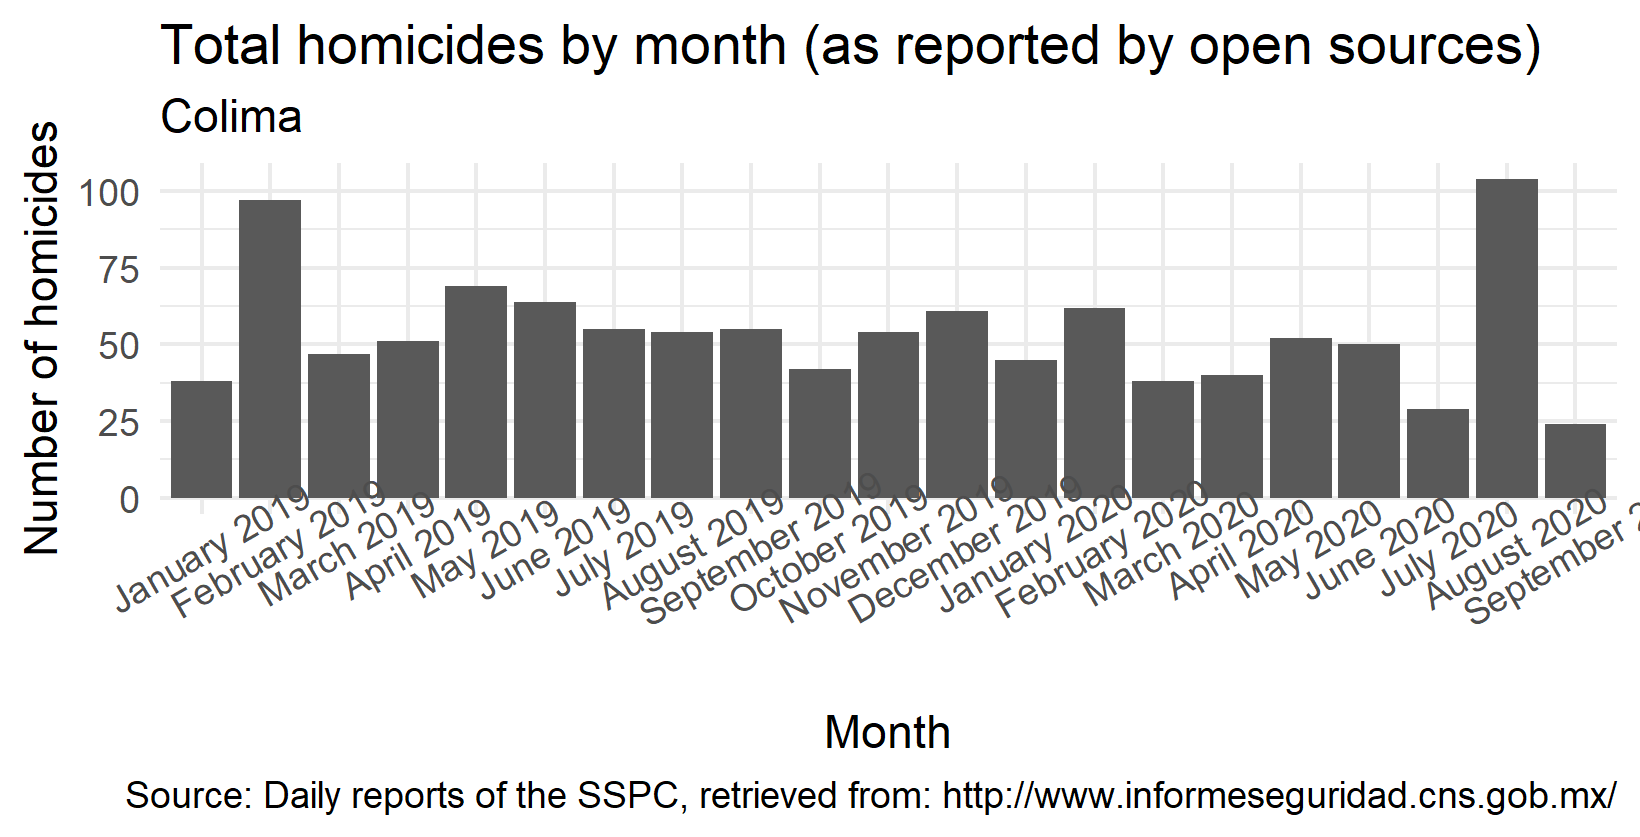 Total homicides by month (as reported by open sources)
Colima
Number of homicides
100
75
50
25
0
January 2019
February 2019
March 2019
April 2019
May 2019
June 2019
July 2019
August 2019
September 2019
October 2019
November 2019
December 2019
January 2020
February 2020
March 2020
April 2020
May 2020
June 2020
July 2020
August 2020
September 2
Month
Source: Daily reports of the SSPC, retrieved from: http://www.informeseguridad.cns.gob.mx/